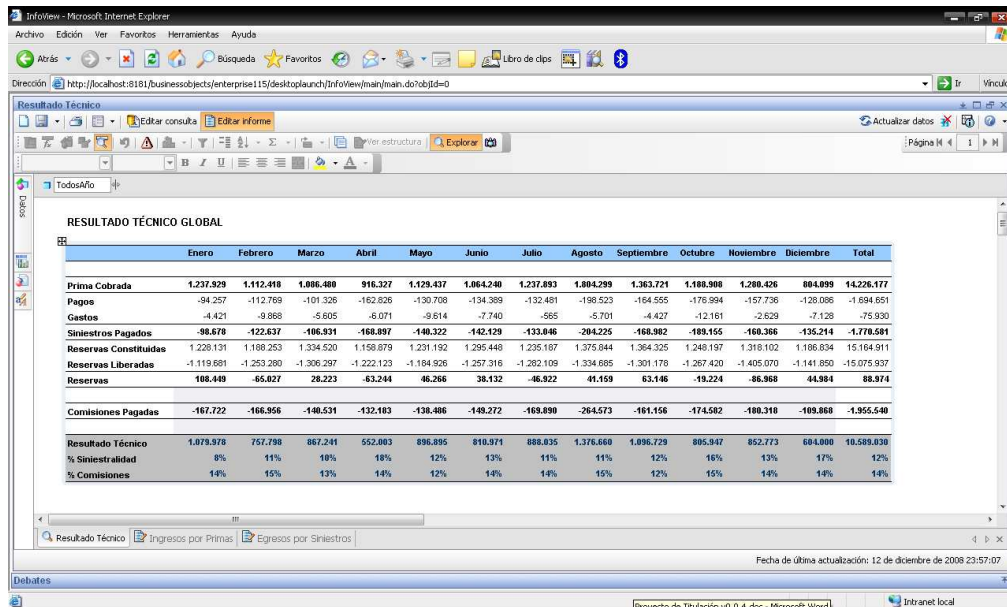 InfoView - Microsoft Internet Explorer
Archivo Edición Ver Favoritos Herramientas Ayuda
Atrás Búsqueda Favoritos Libro de clips
Dirección http://localhost:8181/businessobjects/enterprise115/desktoplaunch/InfoView/main/main.do?objId=0 Ir Vínculo
Resultado Técnico
Editar consulta Editar informe Actualizar datos
Ver estructura Explorar Página 1
B I U A
TodosAño
Datos
RESULTADO TÉCNICO GLOBAL
Enero Febrero Marzo Abril Mayo Junio Julio Agosto Septiembre Octubre Noviembre Diciembre Total
Prima Cobrada 1.237.929 1.112.418 1.086.480 916.327 1.129.437 1.064.240 1.237.893 1.804.299 1.363.721 1.188.908 1.280.426 804.099 14.226.177
Pagos -94.257 -112.769 -101.326 -162.826 -130.708 -134.389 -132.481 -198.523 -164.555 -176.994 -157.736 -128.086 -1.694.651
Gastos -4.421 -9.868 -5.605 -6.071 -9.614 -7.740 -565 -5.701 -4.427 -12.161 -2.629 -7.128 -75.930
Siniestros Pagados -98.678 -122.637 -106.931 -168.897 -140.322 -142.129 -133.046 -204.225 -168.982 -189.155 -160.366 -135.214 -1.770.581
Reservas Constituidas 1.228.131 1.188.253 1.334.520 1.158.879 1.231.192 1.295.448 1.235.187 1.375.844 1.364.325 1.248.197 1.318.102 1.186.834 15.164.911
Reservas Liberadas -1.119.681 -1.253.280 -1.306.297 -1.222.123 -1.184.926 -1.257.316 -1.282.109 -1.334.685 -1.301.178 -1.267.420 -1.405.070 -1.141.850 -15.075.937
Reservas 108.449 -65.027 28.223 -63.244 46.266 38.132 -46.922 41.159 63.146 -19.224 -86.968 44.984 88.974
Comisiones Pagadas -167.722 -166.956 -140.531 -132.183 -138.486 -149.272 -169.890 -264.573 -161.156 -174.582 -180.318 -109.868 -1.955.540
Resultado Técnico 1.079.978 757.798 867.241 552.003 896.895 810.971 888.035 1.376.660 1.096.729 805.947 852.773 604.000 10.589.030
% Siniestralidad 8% 11% 10% 18% 12% 13% 11% 11% 12% 16% 13% 17% 12%
% Comisiones 14% 15% 13% 14% 12% 14% 14% 15% 12% 15% 14% 14% 14%
Resultado Técnico Ingresos por Primas Egresos por Siniestros
Fecha de última actualización: 12 de diciembre de 2008 23:57:07
Debates
Proyecto de Titulación v0.0.4.doc - Microsoft Word Intranet local